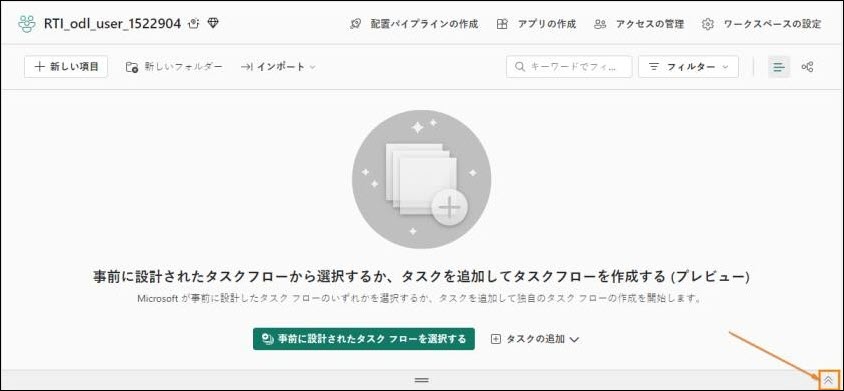 RTI_odl_user_1522904
配置パイプラインの作成 アプリの作成 アクセスの管理 ワークスペースの設定
新しい項目 新しいフォルダー インポート キーワードでフィ... フィルター
事前に設計されたタスクフローから選択するか、タスクを追加してタスクフローを作成する (プレビュー)
Microsoft が事前に設計したタスク フローのいずれかを選択するか、タスクを追加して独自のタスク フローの作成を開始します。
事前に設計されたタスク フローを選択する タスクの追加